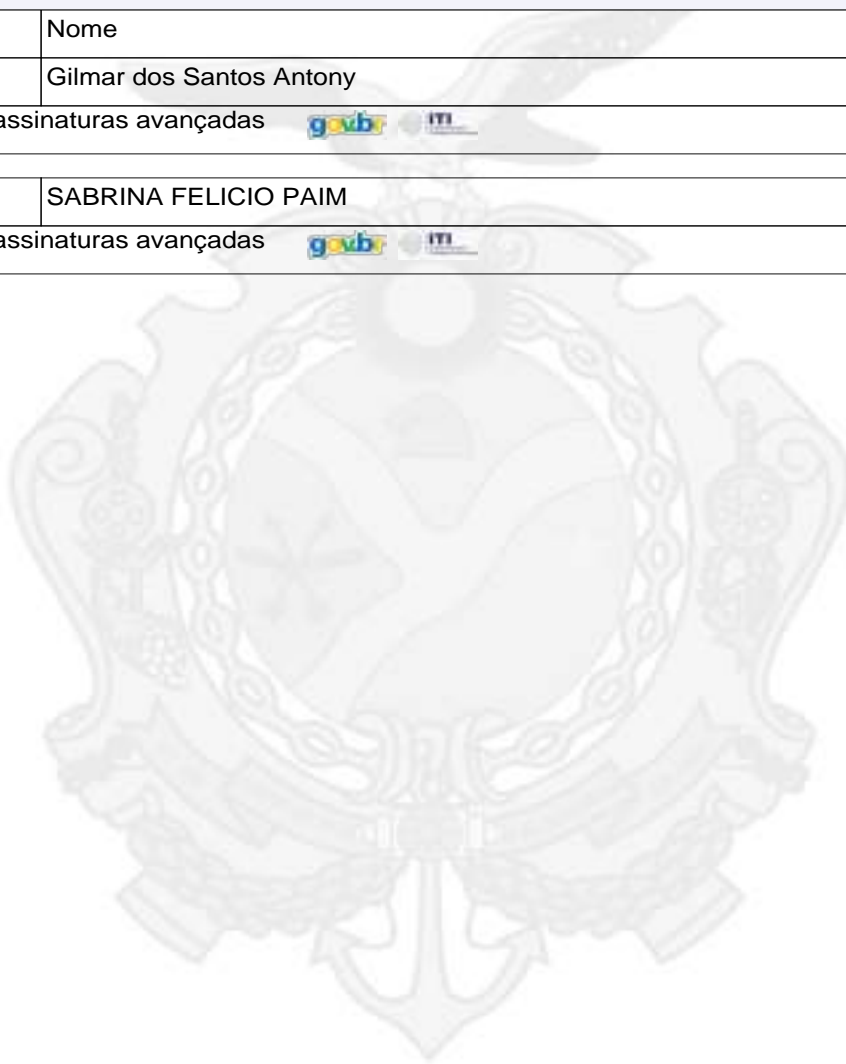 Nome
Gilmar dos Santos Antony
assinaturas avançadas gov.br ITI
SABRINA FELICIO PAIM
assinaturas avançadas gov.br ITI